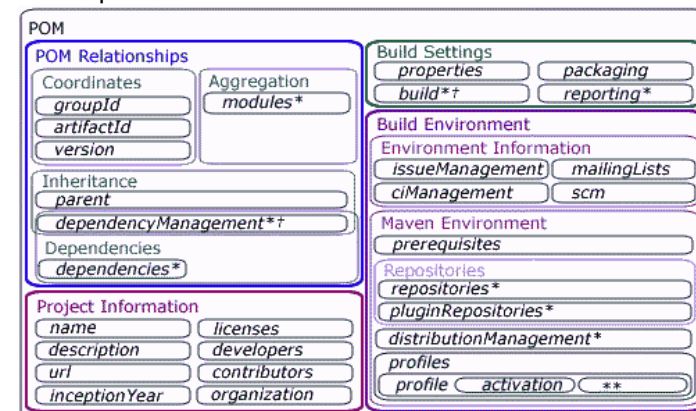 POM
POM Relationships
Coordinates
groupId
artifactId
version
Aggregation
modules*
Inheritance
parent
dependencyManagement*†
Dependencies
dependencies*
Project Information
name
licenses
description
developers
url
contributors
inceptionYear
organization
Build Settings
properties
packaging
build*†
reporting*
Build Environment
Environment Information
issueManagement
mailingLists
ciManagement
scm
Maven Environment
prerequisites
Repositories
repositories*
pluginRepositories*
distributionManagement*
profiles
profile activation **